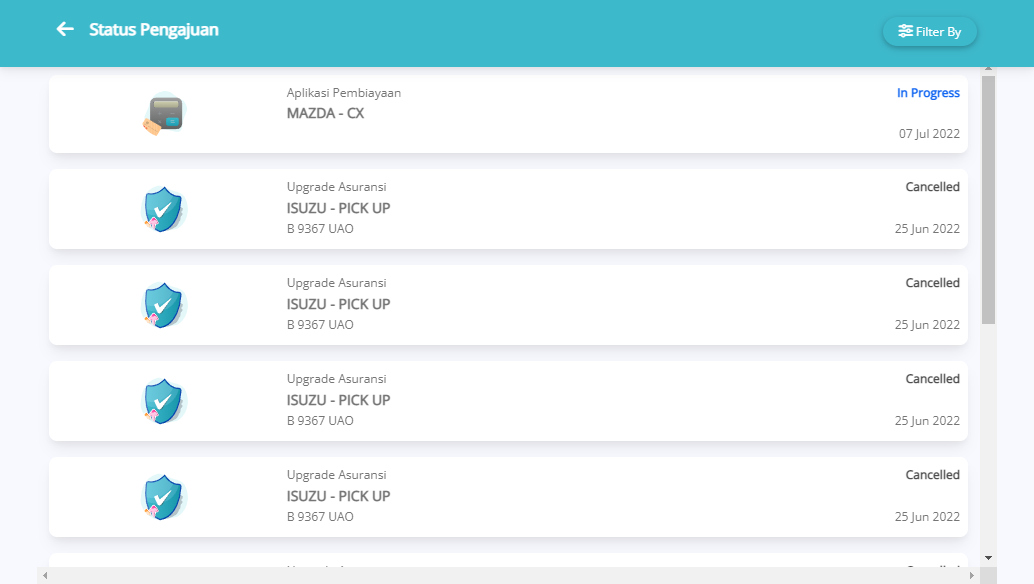 Status Pengajuan
Filter By
Aplikasi Pembiayaan
In Progress
MAZDA - CX
07 Jul 2022
Upgrade Asuransi
Cancelled
ISUZU - PICK UP
B 9367 UAO
25 Jun 2022
Upgrade Asuransi
Cancelled
ISUZU - PICK UP
B 9367 UAO
25 Jun 2022
Upgrade Asuransi
Cancelled
ISUZU - PICK UP
B 9367 UAO
25 Jun 2022
Upgrade Asuransi
Cancelled
ISUZU - PICK UP
B 9367 UAO
25 Jun 2022